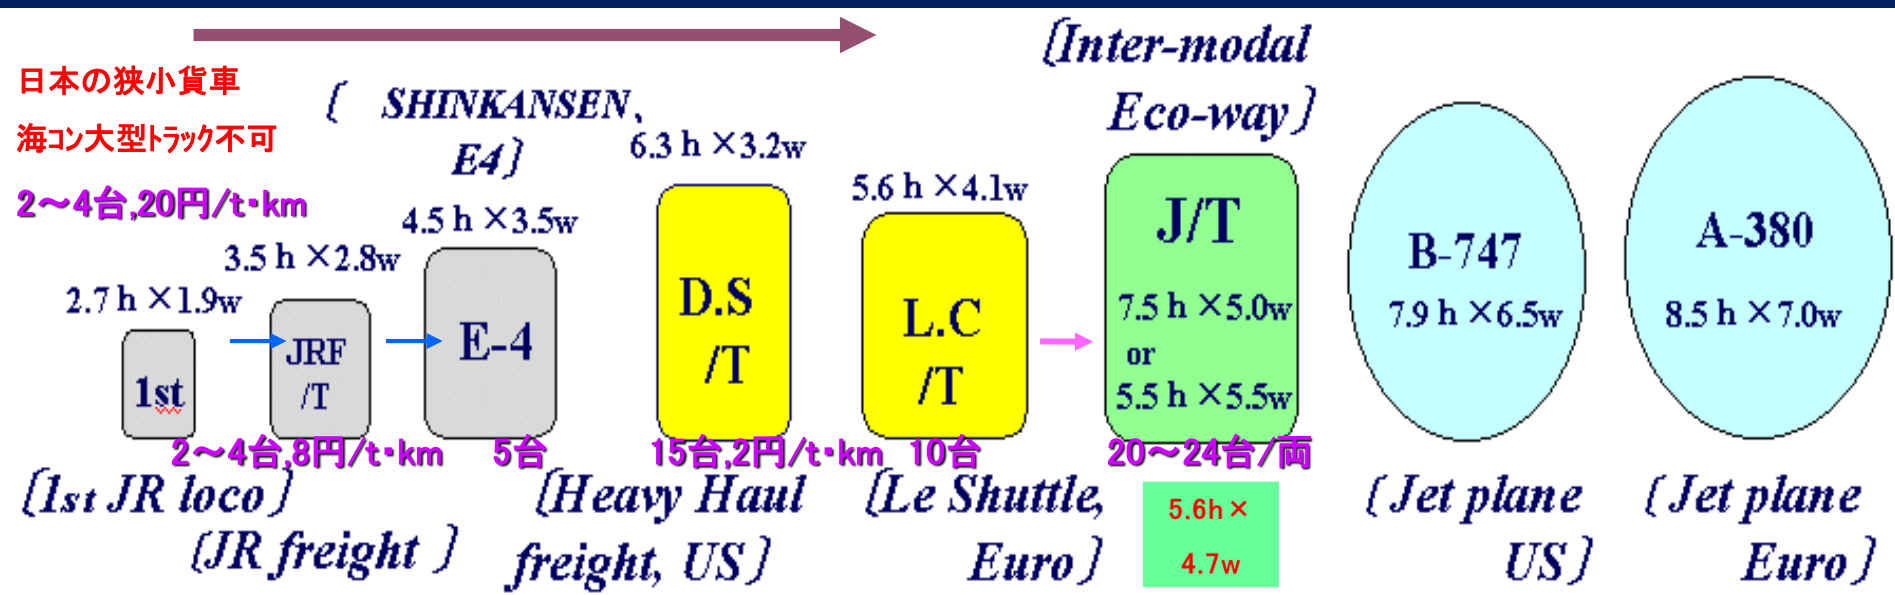 日本の狭小貨車
海コン大型トラック不可
2～4台,20円/t・km
〔 SHINKANSEN、
E4〕
〔Inter-modal
Eco-way〕
2.7 h ×1.9w
1st
〔1st JR loco〕
3.5 h ×2.8w
JRF
/T
2～4台,8円/t・km
〔JR freight 〕
4.5 h ×3.5w
E-4
5台
6.3 h ×3.2w
D.S
/T
15台,2円/t・km
〔Heavy Haul
freight, US〕
5.6 h ×4.1w
L.C
/T
10台
〔Le Shuttle,
Euro〕
J/T
7.5 h ×5.0w
or
5.5 h ×5.5w
20～24台/両
5.6h×
4.7w
B-747
7.9 h ×6.5w
〔Jet plane
US〕
A-380
8.5 h ×7.0w
〔Jet plane
Euro〕